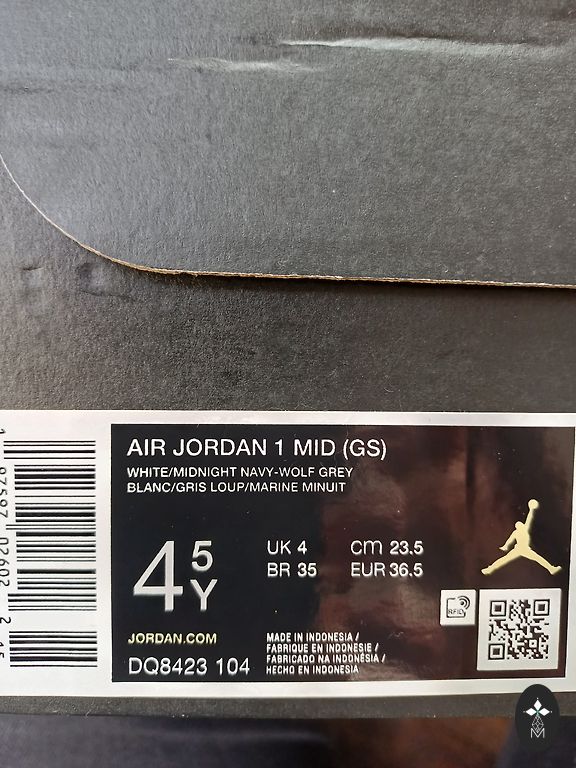 AIR JORDAN 1 MID (GS)
WHITE/MIDNIGHT NAVY-WOLF GREY
BLANC/GRIS LOUP/MARINE MINUIT
4 5 Y
UK 4 CM 23.5
BR 35 EUR 36.5
JORDAN.COM
DQ8423 104
MADE IN INDONESIA /
FABRIQUE EN INDONESIE /
FABRICADO NA INDONÉSIA /
HECHO EN INDONESIA
RFID
M